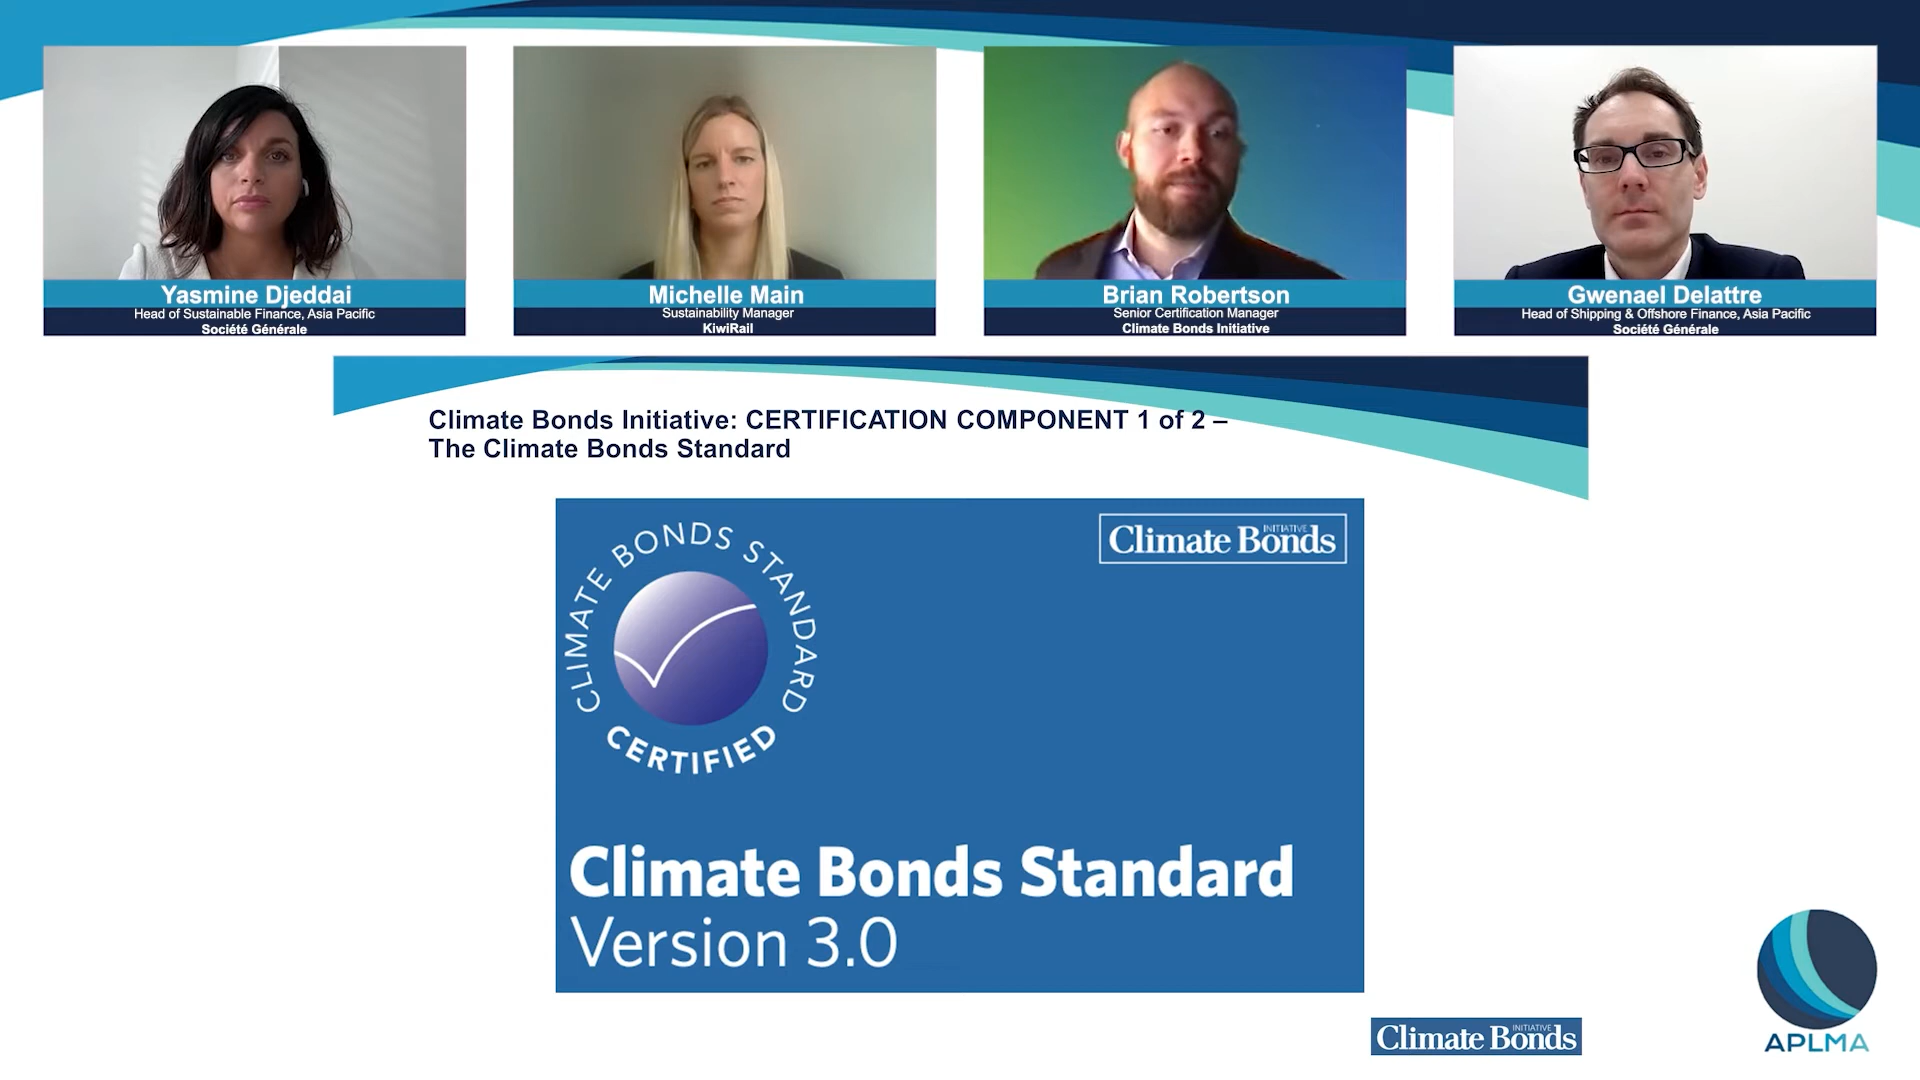 Yasmine Djeddai
Head of Sustainable Finance, Asia Pacific
Société Générale
Michelle Main
Sustainability Manager
KiwiRail
Brian Robertson
Senior Certification Manager
Climate Bonds Initiative
Gwenael Delattre
Head of Shipping & Offshore Finance, Asia Pacific
Société Générale
Climate Bonds Initiative: CERTIFICATION COMPONENT 1 of 2 –
The Climate Bonds Standard
CLIMATE BONDS STANDARD
CERTIFIED
INITIATIVE
Climate Bonds
Climate Bonds Standard
Version 3.0
INITIATIVE
Climate Bonds
APLMA